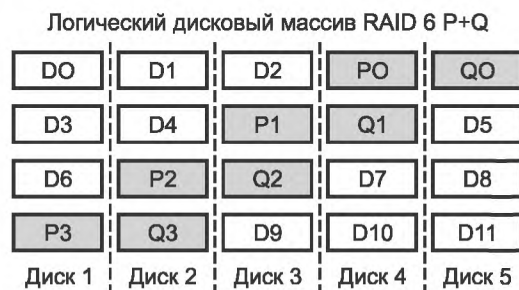 Логический дисковый массив RAID 6 P+Q
DO D1 D2 PO QO
D3 D4 P1 Q1 D5
D6 P2 Q2 D7 D8
P3 Q3 D9 D10 D11
Диск 1 Диск 2 Диск 3 Диск 4 Диск 5